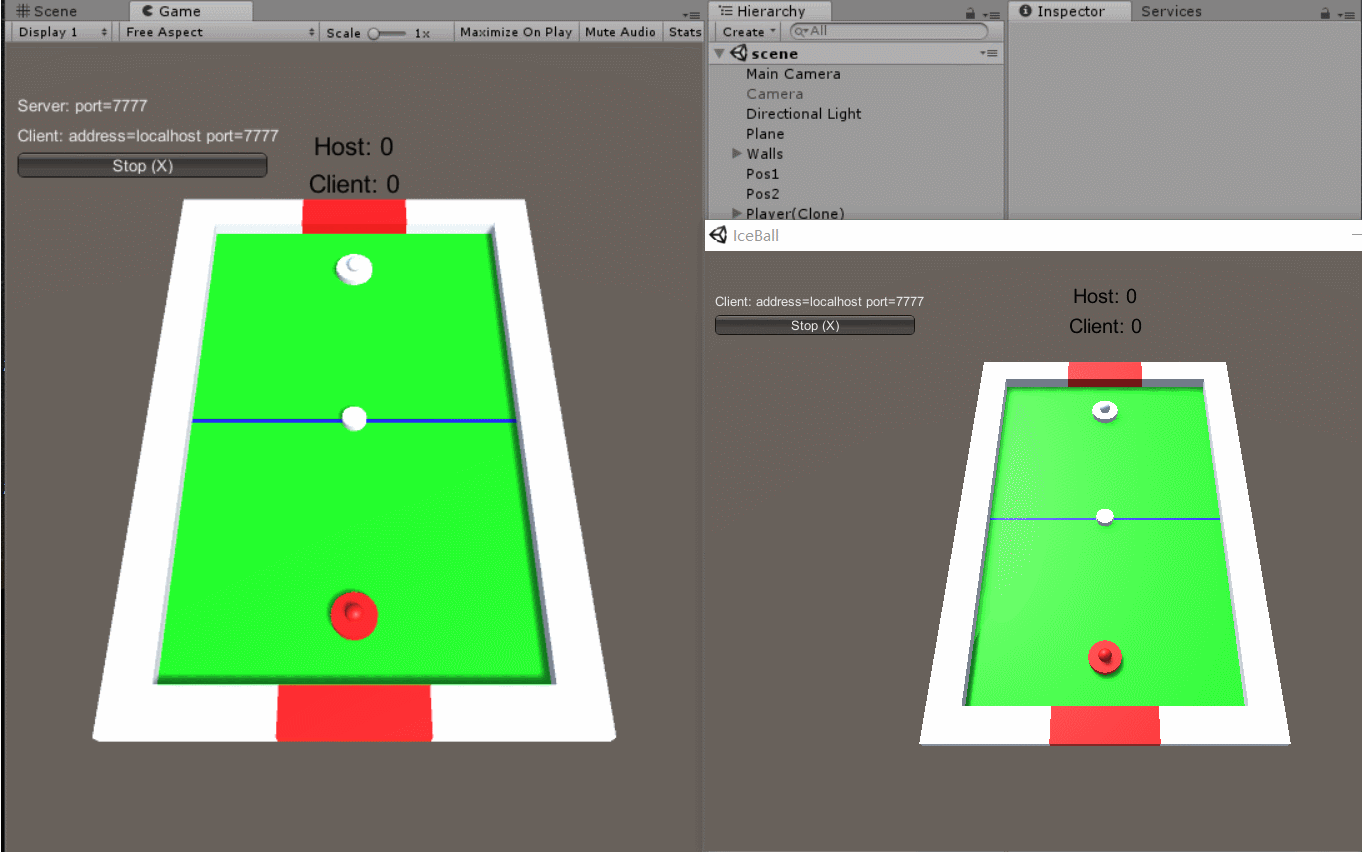 Scene
Game
Display 1
Free Aspect
Scale
1x
Maximize On Play
Mute Audio
Stats
Server: port=7777
Client: address=localhost port=7777
Stop (X)
Host: 0
Client: 0
Hierarchy
Create
All
scene
Main Camera
Camera
Directional Light
Plane
Walls
Pos1
Pos2
Player(Clone)
Inspector
Services
IceBall
Client: address=localhost port=7777
Stop (X)
Host: 0
Client: 0